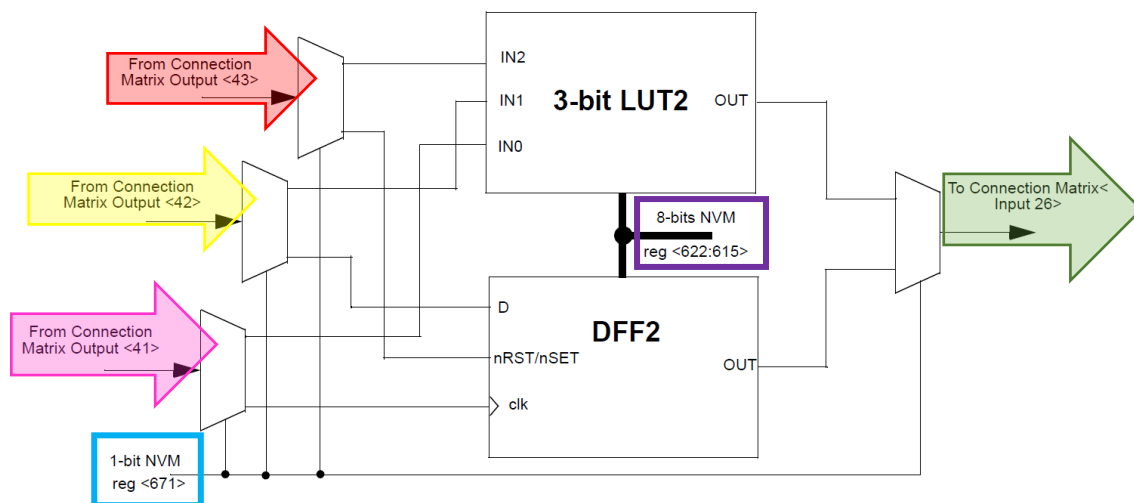 From Connection
Matrix Output <43>
IN2
IN1
IN0
3-bit LUT2
OUT
From Connection
Matrix Output <42>
To Connection Matrix<
Input 26>
8-bits NVM
reg <622:615>
From Connection
Matrix Output <41>
D
nRST/nSET
clk
DFF2
OUT
1-bit NVM
reg <671>